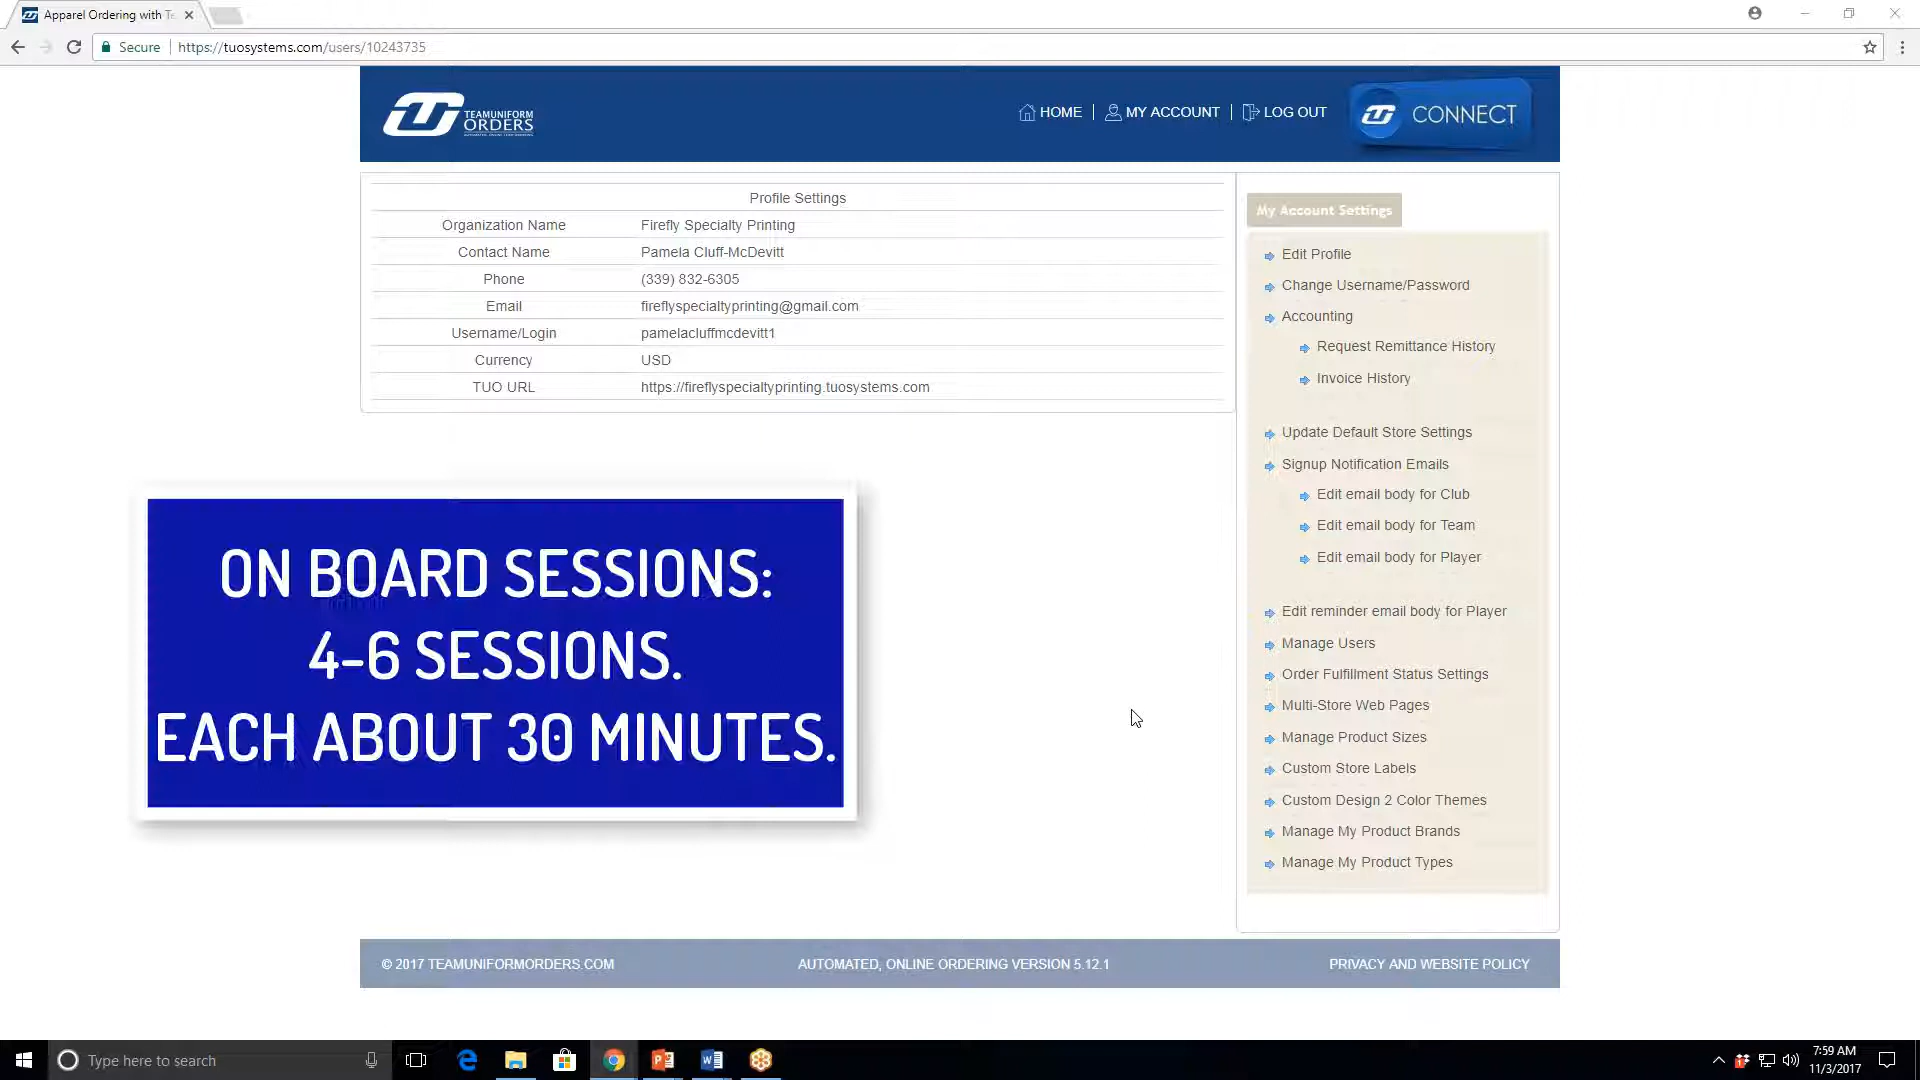 Apparel Ordering with Te
Secure
https://tuosystems.com/users/10243735
TEAMUNIFORM
ORDERS
HOME
MY ACCOUNT
LOG OUT
CONNECT
Profile Settings
Organization Name Firefly Specialty Printing
Contact Name Pamela Cluff-McDevitt
Phone (339) 832-6305
Email fireflyspecialtyprinting@gmail.com
Username/Login pamelacluffmcdevitt1
Currency USD
TUO URL https://fireflyspecialtyprinting.tuosystems.com
My Account Settings
Edit Profile
Change Username/Password
Accounting
Request Remittance History
Invoice History
Update Default Store Settings
Signup Notification Emails
Edit email body for Club
Edit email body for Team
Edit email body for Player
Edit reminder email body for Player
Manage Users
Order Fulfillment Status Settings
Multi-Store Web Pages
Manage Product Sizes
Custom Store Labels
Custom Design 2 Color Themes
Manage My Product Brands
Manage My Product Types
ON BOARD SESSIONS:
4-6 SESSIONS.
EACH ABOUT 30 MINUTES.
© 2017 TEAMUNIFORMORDERS.COM
AUTOMATED, ONLINE ORDERING VERSION 5.12.1
PRIVACY AND WEBSITE POLICY
Type here to search
7:59 AM
11/3/2017